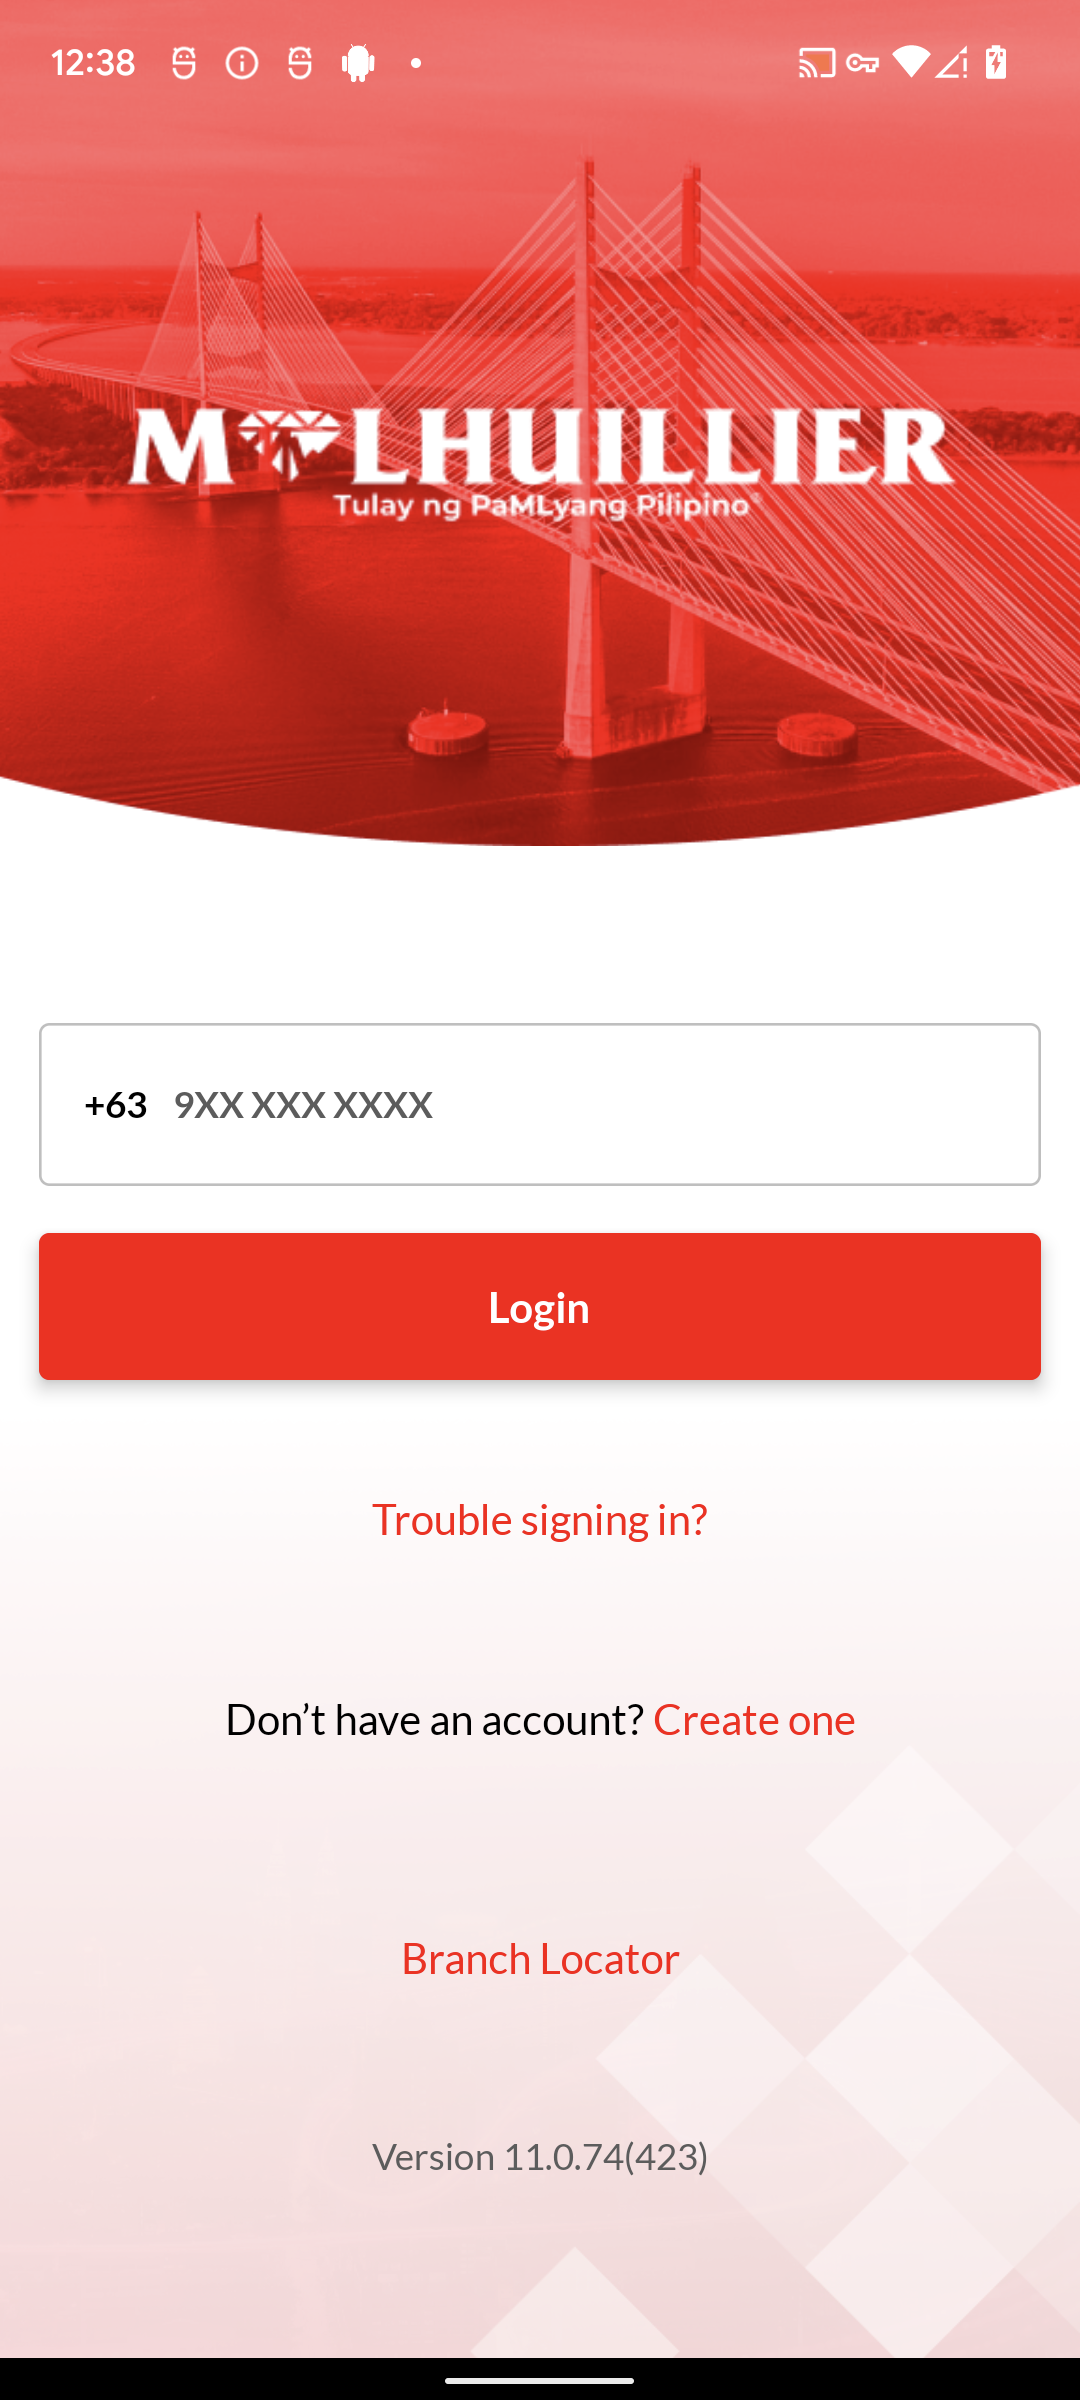 12:38
M LHUILLIER
Tulay ng PaMLyang Pilipino®
+63 9XX XXX XXXX
Login
Trouble signing in?
Don’t have an account? Create one
Branch Locator
Version 11.0.74(423)